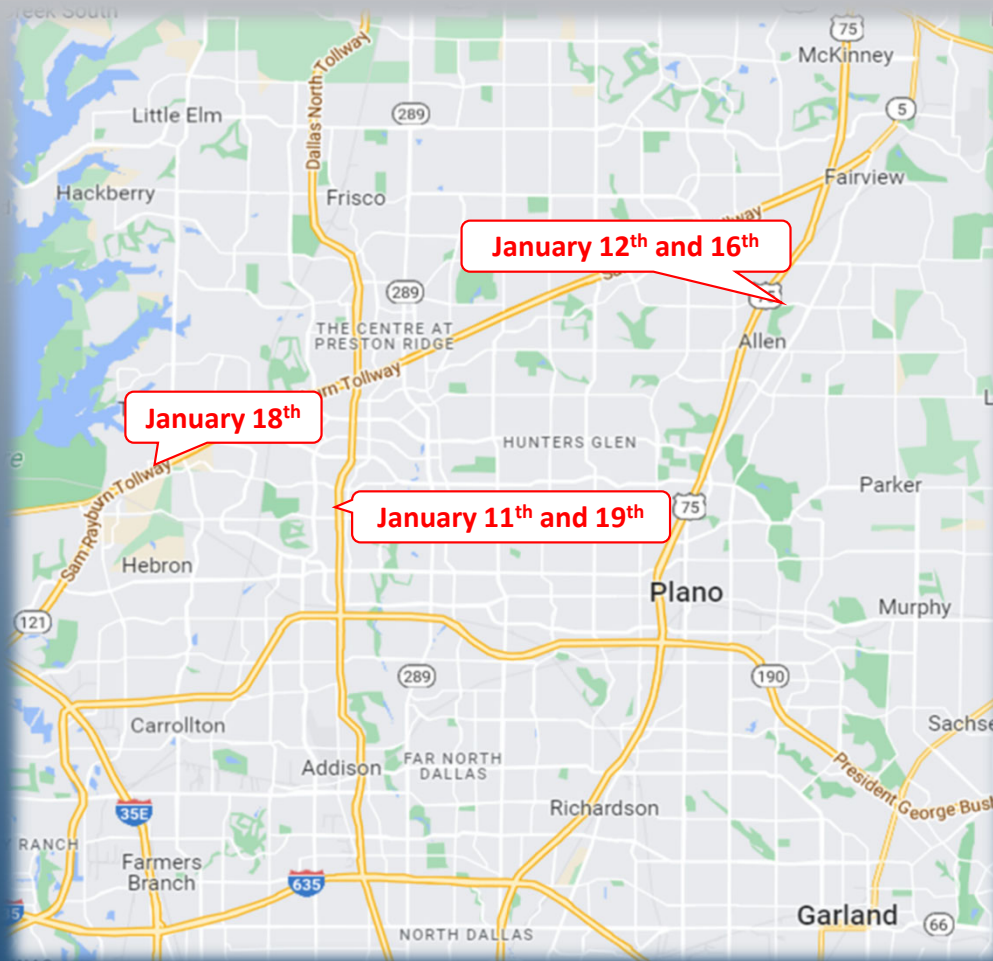 Creek South
75
McKinney
Little Elm
289
5
Dallas North Tollway
Hackberry
Frisco
Fairview
January 12th and 16th
75
289
THE CENTRE AT
PRESTON RIDGE
Allen
January 18th
HUNTERS GLEN
Sam Rayburn Tollway
Parker
January 11th and 19th
75
Hebron
Plano
Murphy
121
289
190
Carrollton
Sachse
Addison
FAR NORTH
DALLAS
President George Bush
Richardson
35E
RANCH
Farmers
Branch
635
Garland
66
NORTH DALLAS